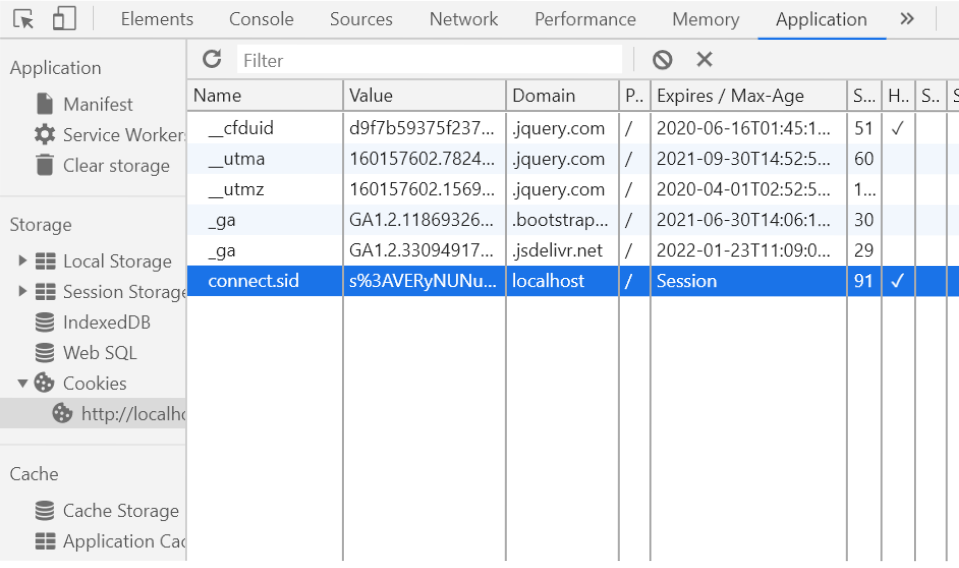 Elements Console Sources Network Performance Memory Application »
Application
Manifest
Service Worker
Clear storage
Storage
Local Storage
Session Storage
IndexedDB
Web SQL
Cookies
http://localho
Cache
Cache Storage
Application Cac
Filter
Name Value Domain P.. Expires / Max-Age S... H.. S.. S
__cfduid d9f7b59375f237... .jquery.com / 2020-06-16T01:45:1... 51 ✓
__utma 160157602.7824... .jquery.com / 2021-09-30T14:52:5... 60
__utmz 160157602.1569... .jquery.com / 2020-04-01T02:52:5... 1...
_ga GA1.2.11869326... .bootstrap... / 2021-06-30T14:06:1... 30
_ga GA1.2.33094917... .jsdelivr.net / 2022-01-23T11:09:0... 29
connect.sid s%3AVERyNUNu... localhost / Session 91 ✓